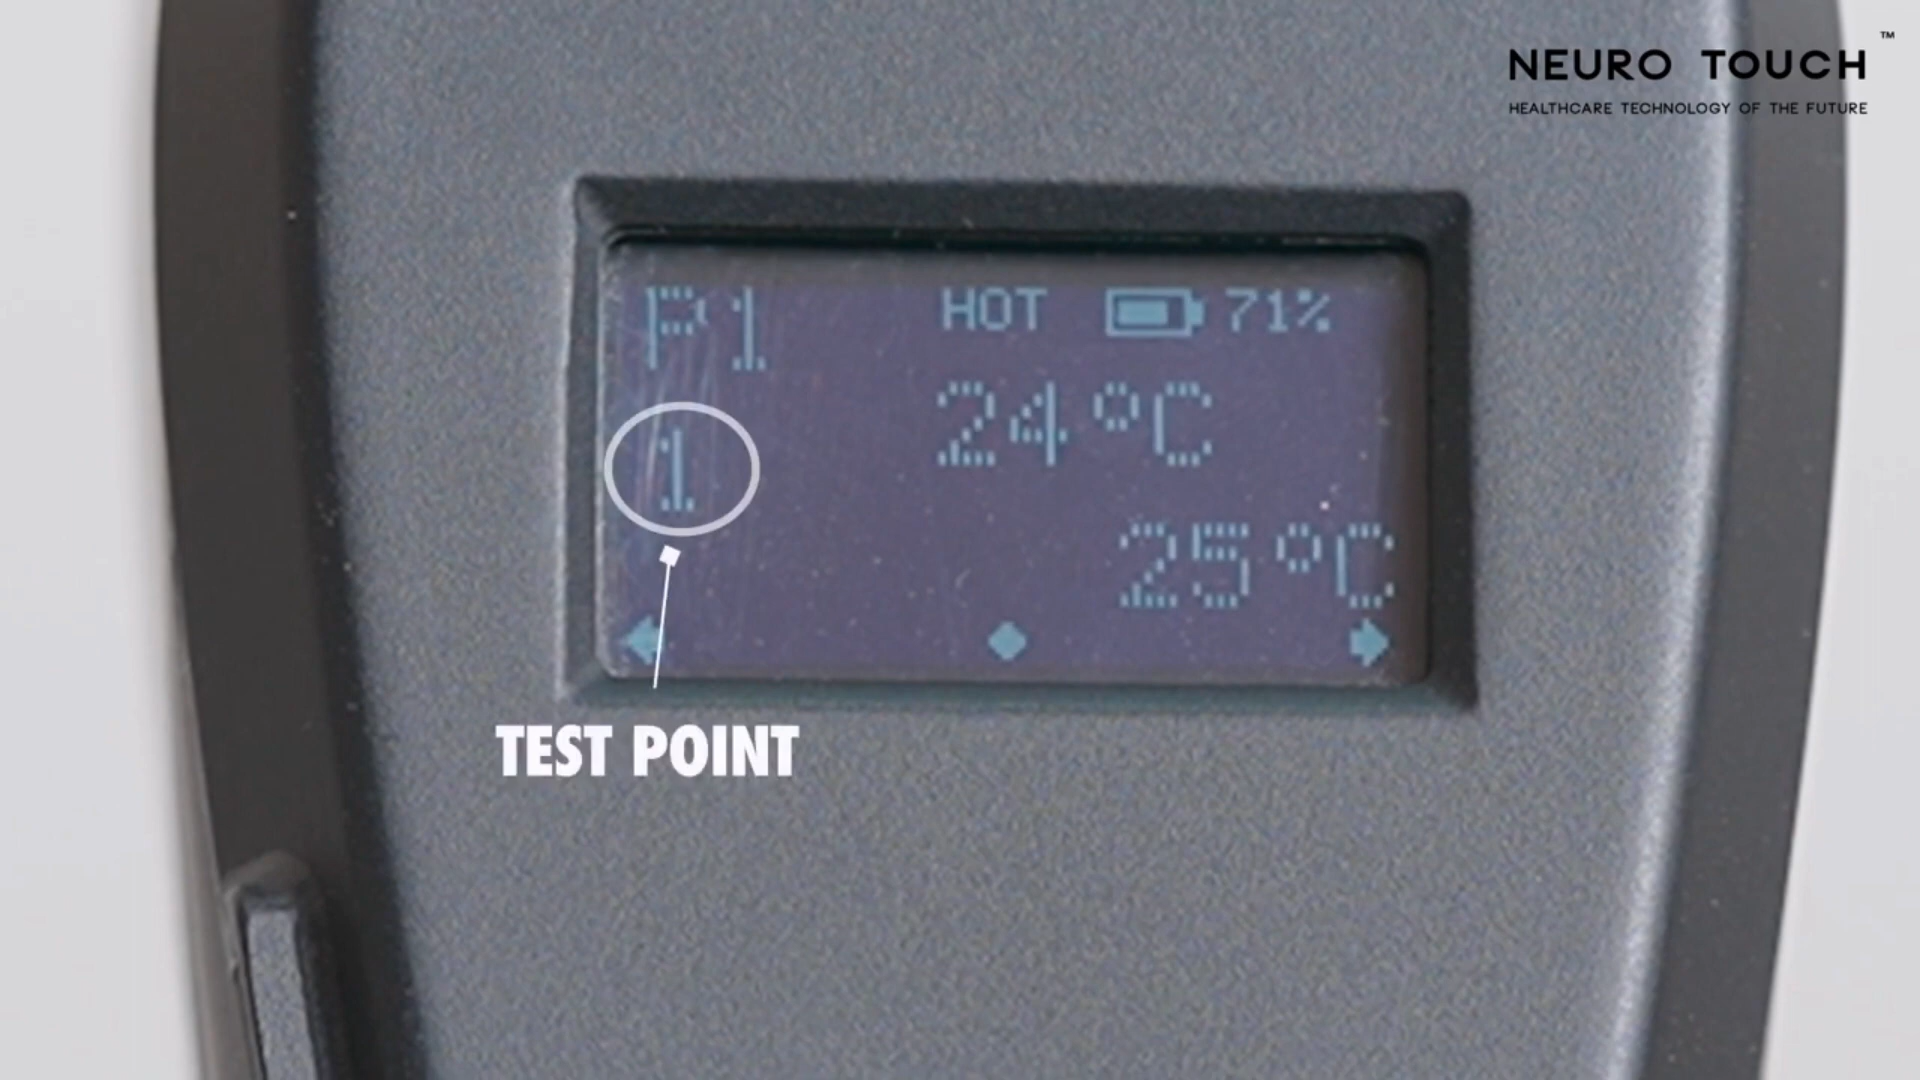 NEURO TOUCH ™
HEALTHCARE TECHNOLOGY OF THE FUTURE
P1 HOT 71%
1 24°C
25°C
TEST POINT